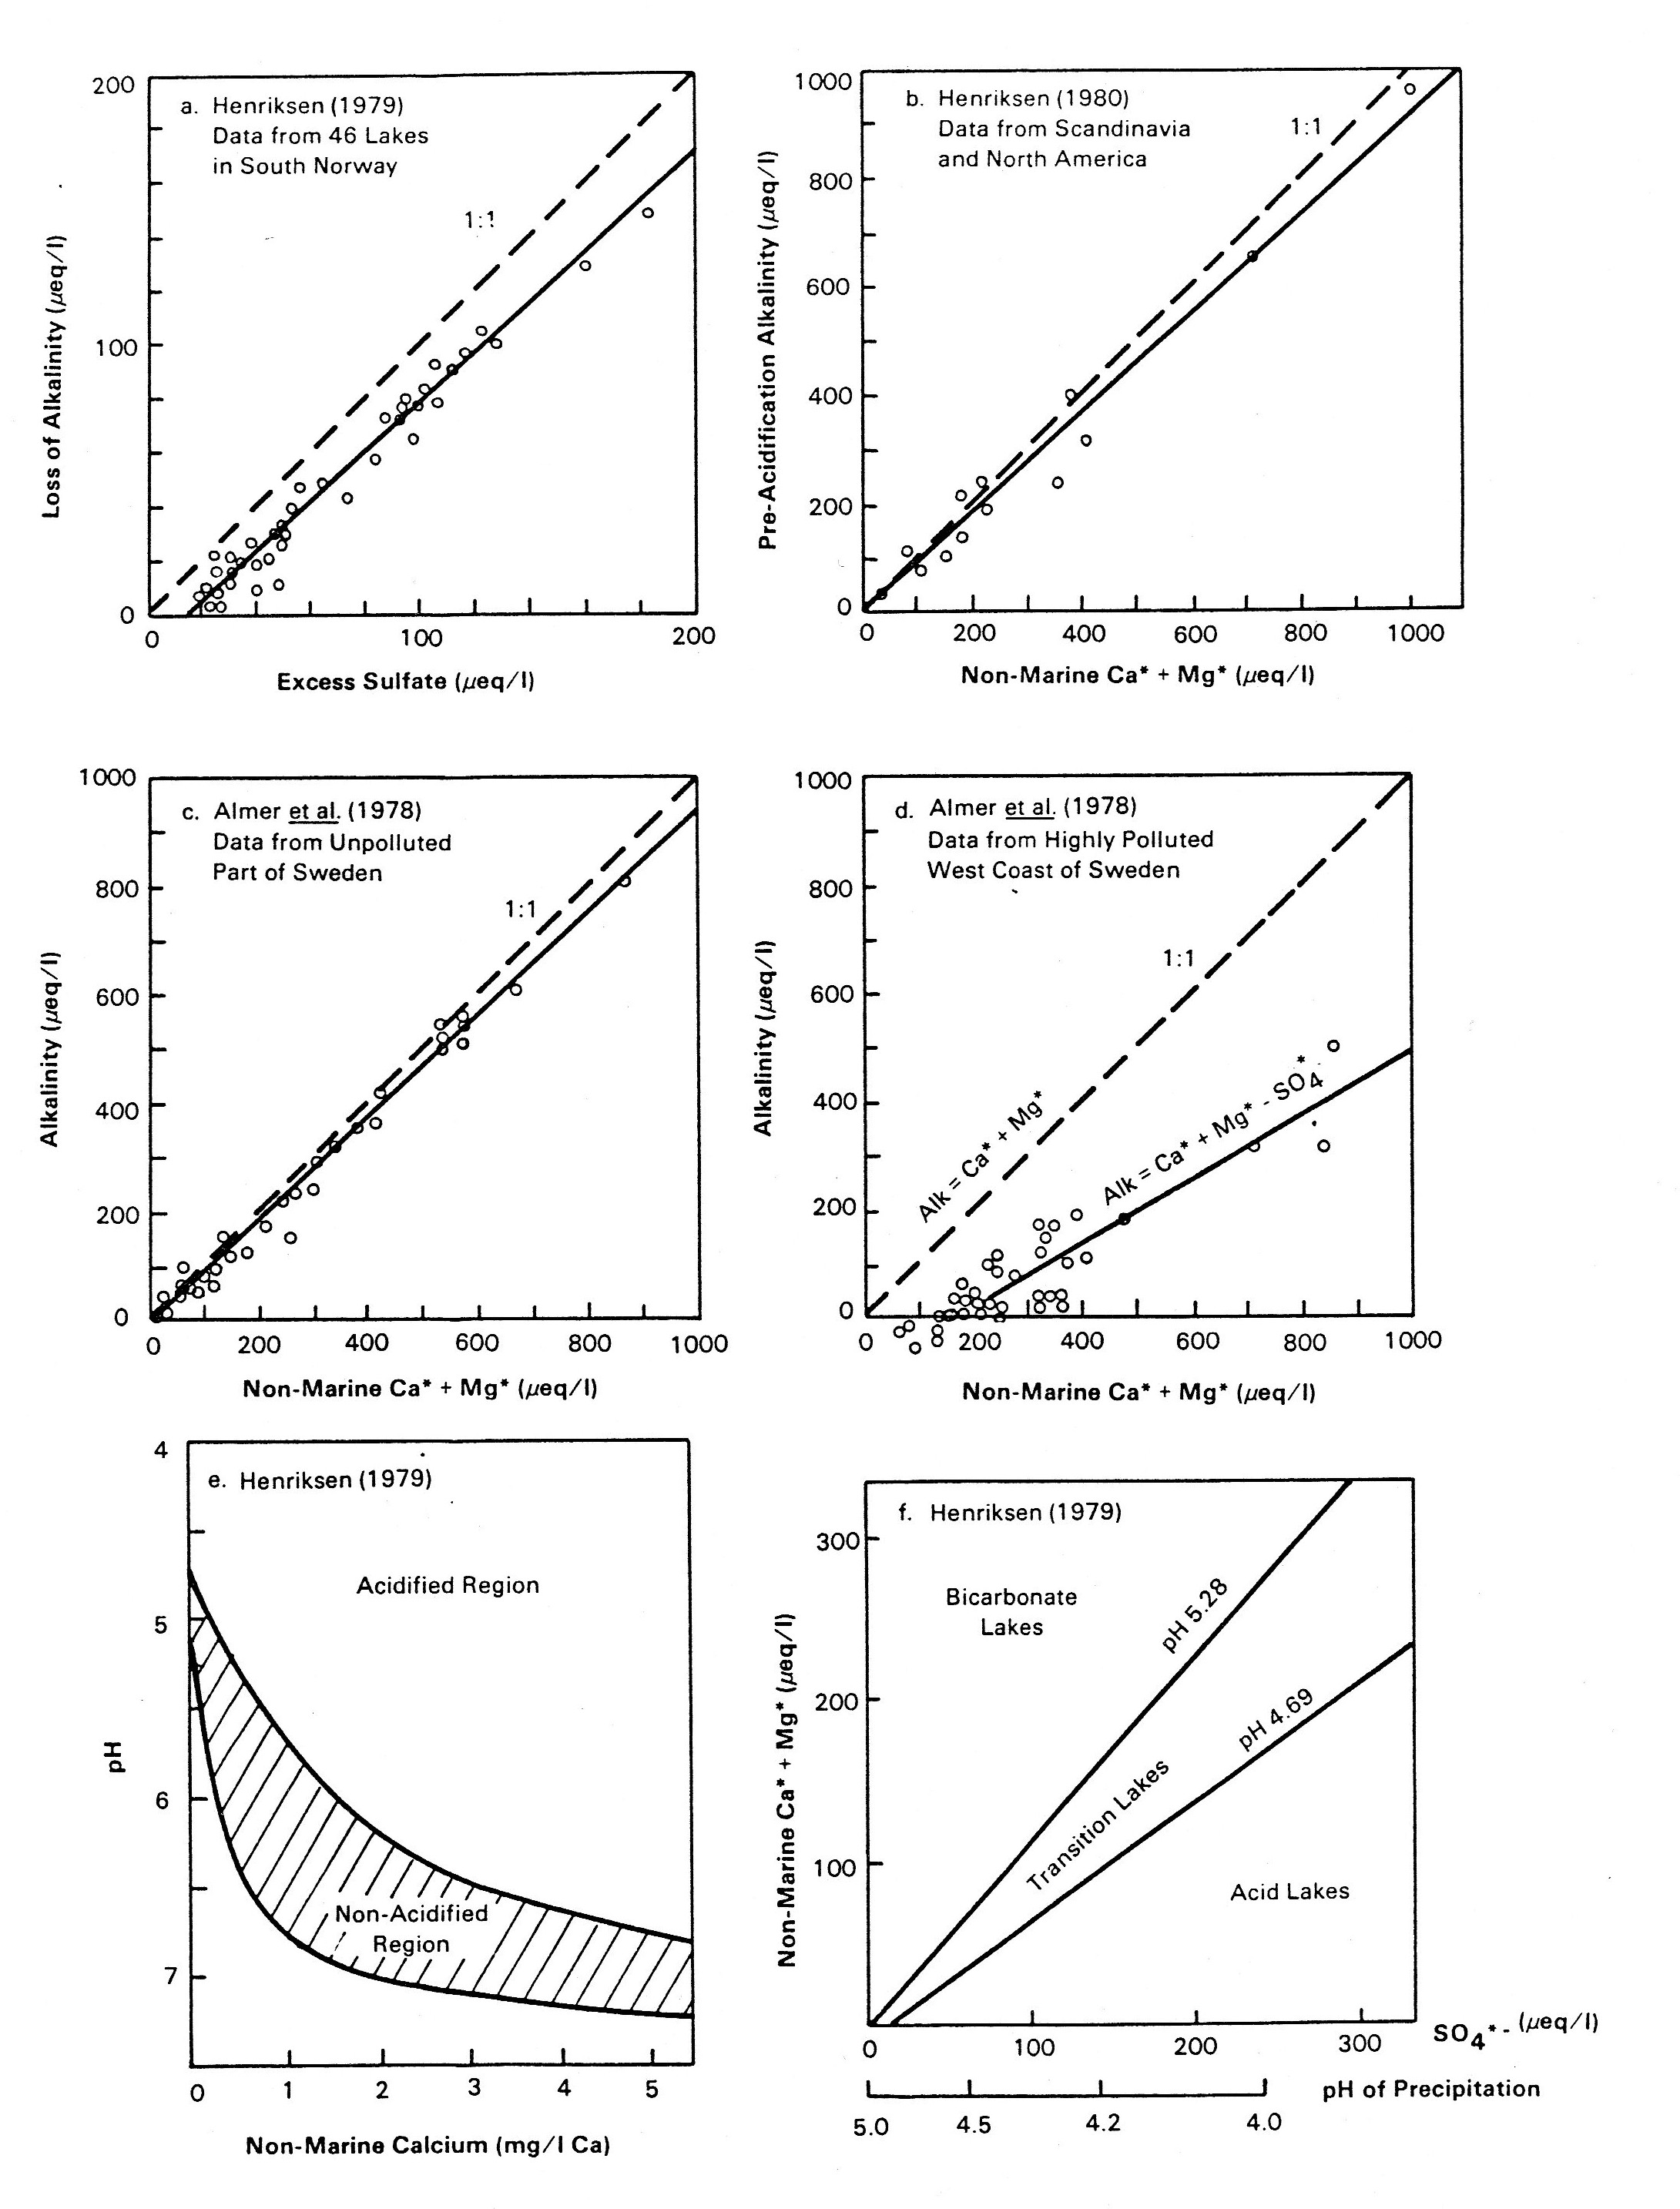 a. Henriksen (1979)
Data from 46 Lakes
in South Norway
1:1
200
100
0
Loss of Alkalinity (μeq/l)
0 100 200
Excess Sulfate (μeq/l)
b. Henriksen (1980)
Data from Scandinavia
and North America
1:1
1000
800
600
400
200
0
Pre-Acidification Alkalinity (μeq/l)
0 200 400 600 800 1000
Non-Marine Ca* + Mg* (μeq/l)
c. Almer et al. (1978)
Data from Unpolluted
Part of Sweden
1:1
1000
800
600
400
200
0
Alkalinity (μeq/l)
0 200 400 600 800 1000
Non-Marine Ca* + Mg* (μeq/l)
d. Almer et al. (1978)
Data from Highly Polluted
West Coast of Sweden
1:1
Alk = Ca* + Mg*
Alk = Ca* + Mg* - SO4*
1000
800
600
400
200
0
Alkalinity (μeq/l)
0 200 400 600 800 1000
Non-Marine Ca* + Mg* (μeq/l)
e. Henriksen (1979)
Acidified Region
Non-Acidified
Region
4
5
6
7
pH
0 1 2 3 4 5
Non-Marine Calcium (mg/l Ca)
f. Henriksen (1979)
Bicarbonate
Lakes
pH 5.28
pH 4.69
Transition Lakes
Acid Lakes
300
200
100
Non-Marine Ca* + Mg* (μeq/l)
0 100 200 300
SO4*- (μeq/l)
pH of Precipitation
5.0 4.5 4.2 4.0